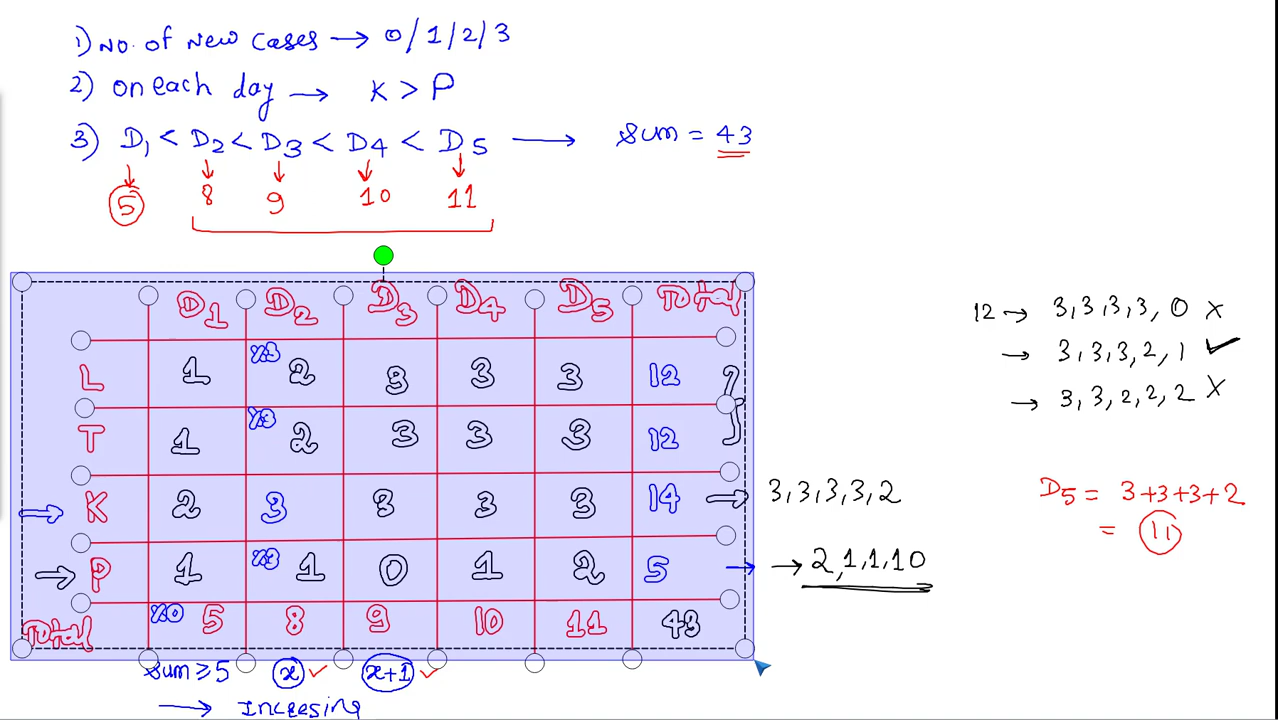 1) No. of New cases → 0/1/2/3
2) on each day → K > P
3) D1 < D2 < D3 < D4 < D5 → Sum = 43
5 8 9 10 11
D1 D2 D3 D4 D5 Total
L 1 ×3 2 3 3 3 12
T 1 ×3 2 3 3 3 12
K 2 3 3 3 3 14 → 3,3,3,3,2
→ P 1 ×3 1 0 1 2 5 → → 2,1,1,10
Total ×0 5 8 9 10 11 43
Sum ≥ 5 x ✓ x+1 ✓
→ Increesing
12 → 3,3,3,3,0 ×
→ 3,3,3,2,1 ✓
→ 3,3,2,2,2 ×
D5 = 3+3+3+2
= 11